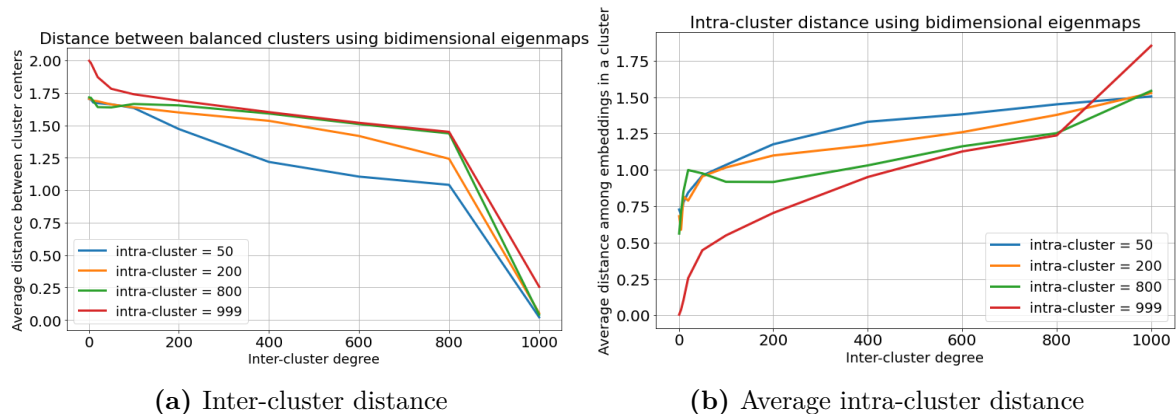 Distance between balanced clusters using bidimensional eigenmaps
Average distance between cluster centers
2.00
1.75
1.50
1.25
1.00
0.75
0.50
0.25
0.00
intra-cluster = 50
intra-cluster = 200
intra-cluster = 800
intra-cluster = 999
0 200 400 600 800 1000
Inter-cluster degree
(a) Inter-cluster distance
Intra-cluster distance using bidimensional eigenmaps
Average distance among embeddings in a cluster
1.75
1.50
1.25
1.00
0.75
0.50
0.25
0.00
intra-cluster = 50
intra-cluster = 200
intra-cluster = 800
intra-cluster = 999
0 200 400 600 800 1000
Inter-cluster degree
(b) Average intra-cluster distance